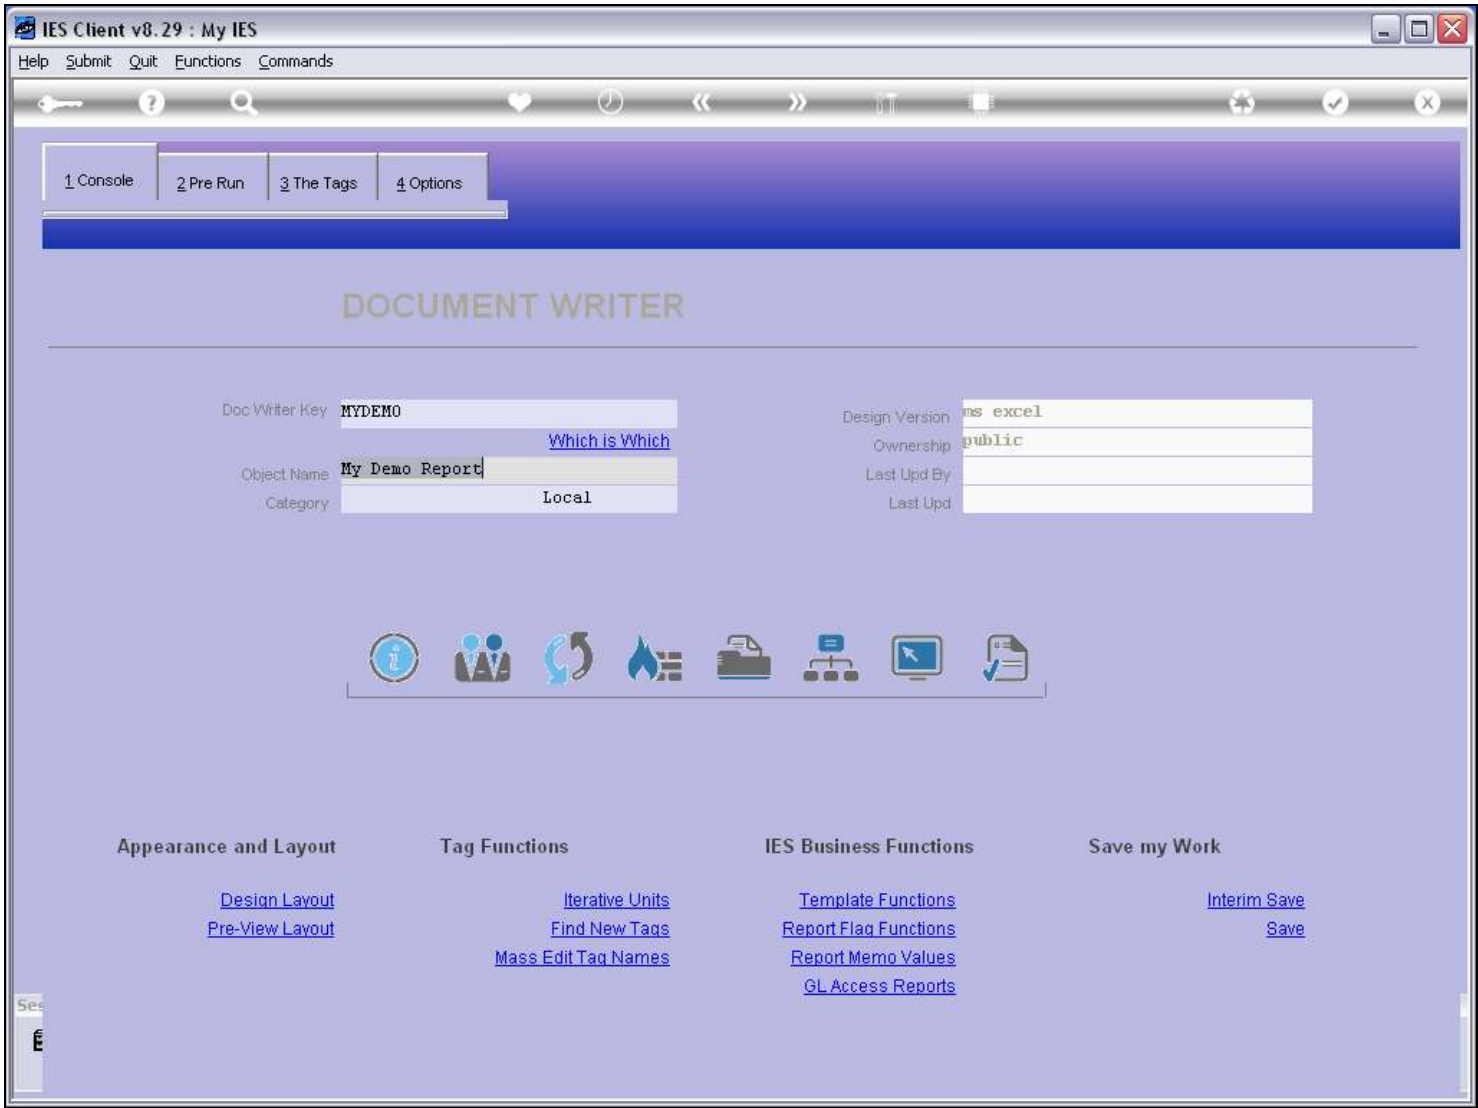 IES Client v8.29 : My IES
Help Submit Quit Functions Commands
1 Console 2 Pre Run 3 The Tags 4 Options
DOCUMENT WRITER
Doc Writer Key MYDEMO
Design Version ms excel
Which is Which
Ownership public
Object Name My Demo Report
Last Upd By
Category Local
Last Upd
Appearance and Layout Tag Functions IES Business Functions Save my Work
Design Layout Iterative Units Template Functions Interim Save
Pre-View Layout Find New Tags Report Flag Functions Save
Mass Edit Tag Names Report Memo Values
GL Access Reports
Ses